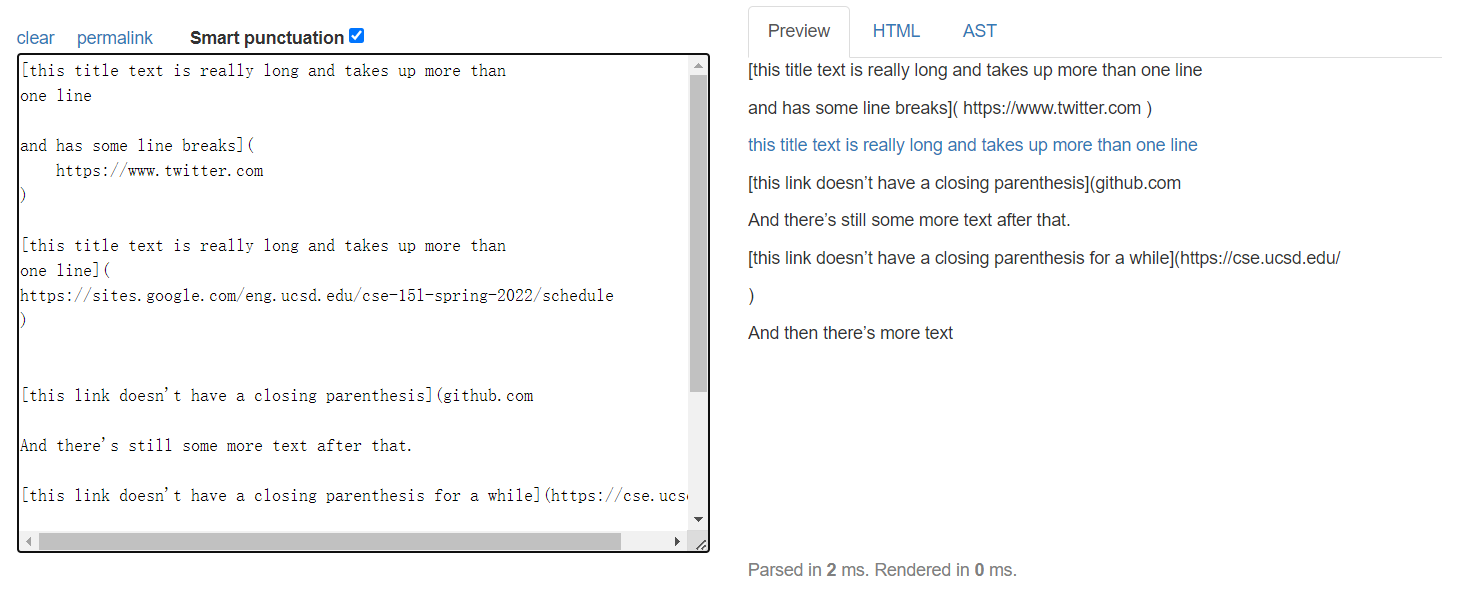 clear permalink Smart punctuation
[this title text is really long and takes up more than
one line
and has some line breaks](
https://www.twitter.com
)
[this title text is really long and takes up more than
one line](
https://sites.google.com/eng.ucsd.edu/cse-15l-spring-2022/schedule
)
[this link doesn't have a closing parenthesis](github.com
And there's still some more text after that.
[this link doesn't have a closing parenthesis for a while](https://cse.ucs
Preview HTML AST
[this title text is really long and takes up more than one line
and has some line breaks]( https://www.twitter.com )
this title text is really long and takes up more than one line
[this link doesn’t have a closing parenthesis](github.com
And there’s still some more text after that.
[this link doesn’t have a closing parenthesis for a while](https://cse.ucsd.edu/
)
And then there’s more text
Parsed in 2 ms. Rendered in 0 ms.